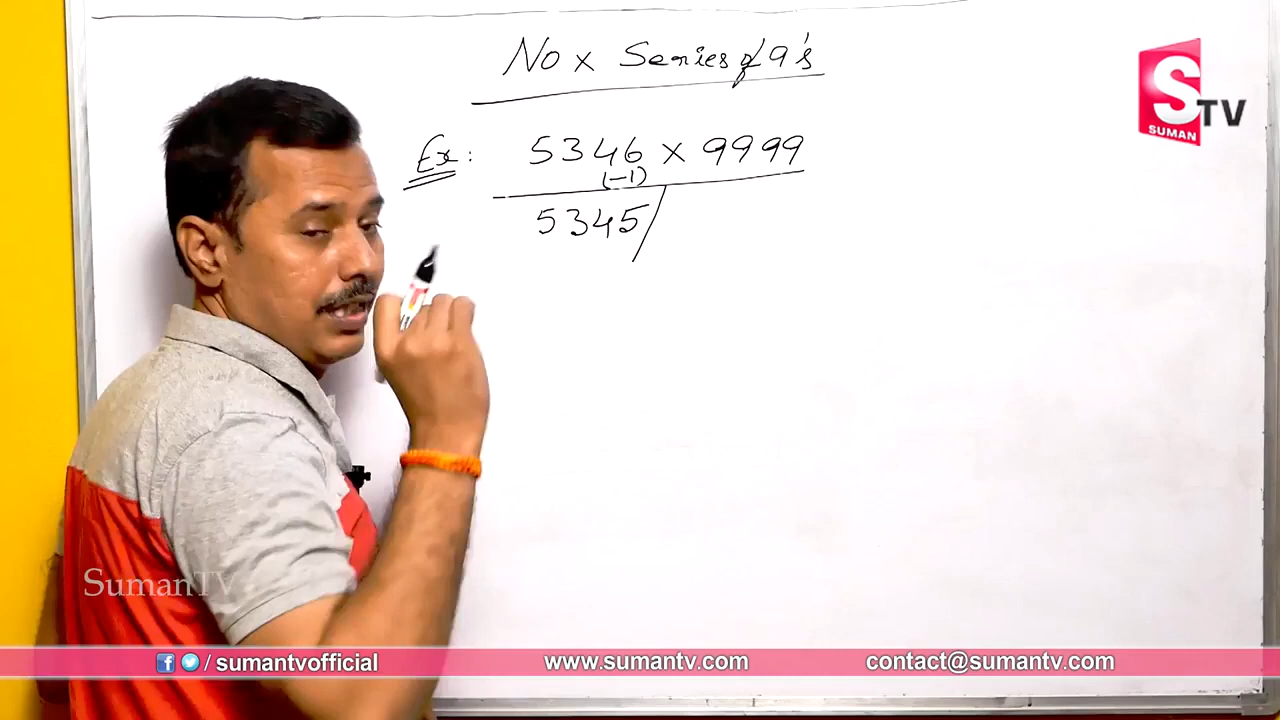 No x Series of 9's
Ex: 5346 x 9999
(-1)
5345/
S TV
SUMAN
SumanTV
f / sumantvofficial
www.sumantv.com
contact@sumantv.com